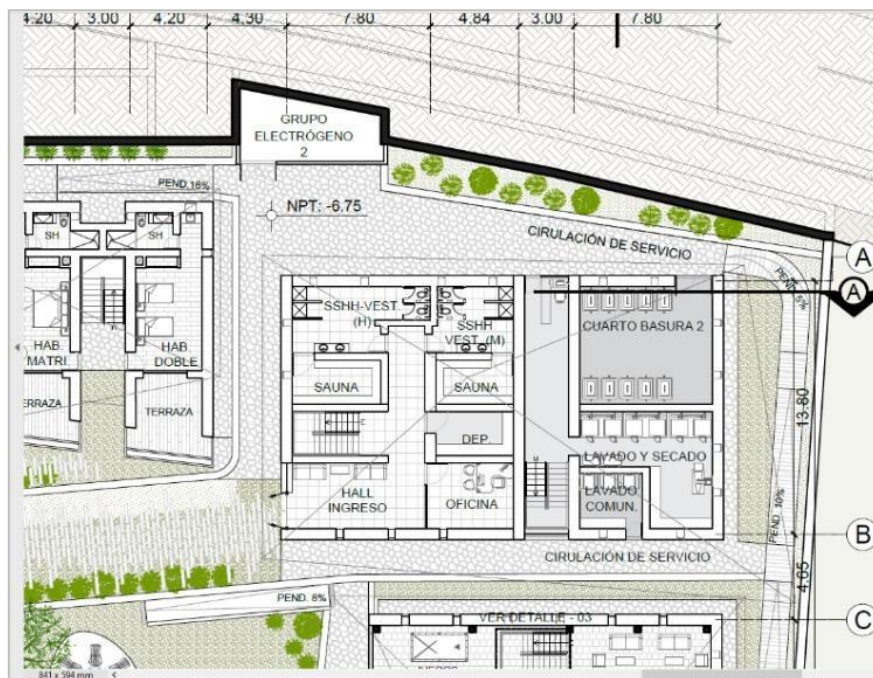 4.20 3.00 4.20 4.30 7.80 4.84 3.00 7.80
GRUPO
ELECTRÓGENO
2
PEND.16%
NPT: -6.75
CIRULACIÓN DE SERVICIO
A
A
SH
SH
SSHH-VEST
(H)
SSHH
VEST. (M)
CUARTO BASURA 2
PEND. 5%
HAB.
MATRI.
HAB.
DOBLE
SAUNA
SAUNA
13.80
TERRAZA
TERRAZA
DEP.
LAVADO Y SECADO
HALL
INGRESO
OFICINA
LAVADO
COMUN.
PEND. 10%
B
CIRULACIÓN DE SERVICIO
4.05
PEND. 8%
VER DETALLE - 03
C
841 x 594 mm